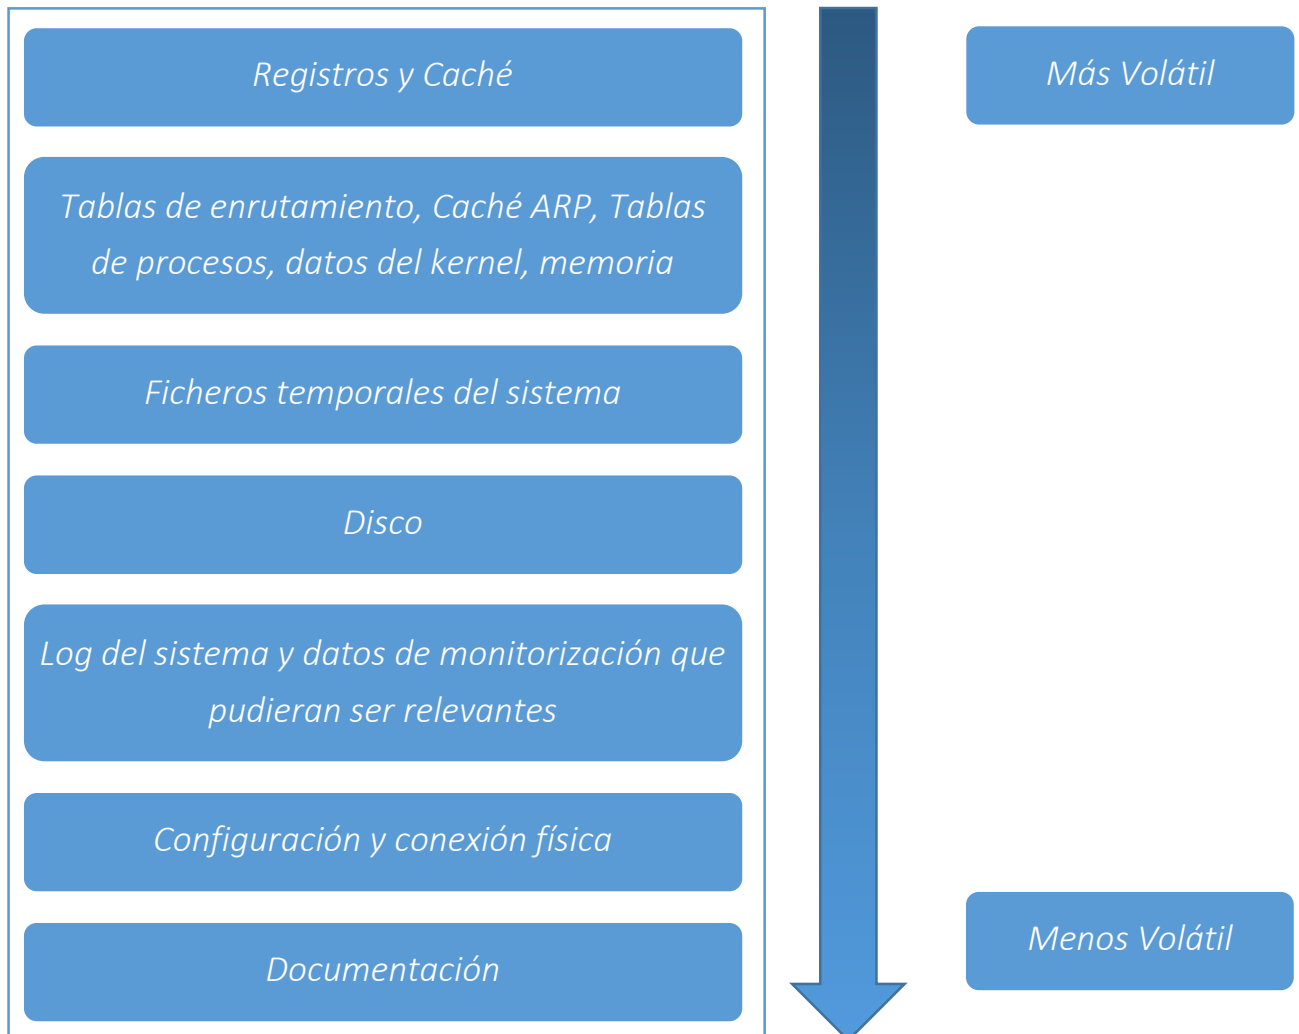 Registros y Caché
Más Volátil
Tablas de enrutamiento, Caché ARP, Tablas
de procesos, datos del kernel, memoria
Ficheros temporales del sistema
Disco
Log del sistema y datos de monitorización que
pudieran ser relevantes
Configuración y conexión física
Menos Volátil
Documentación